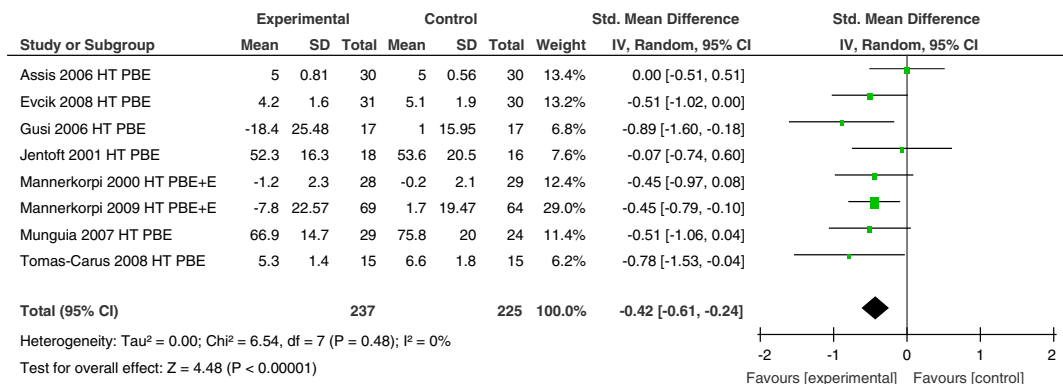 Experimental Control Std. Mean Difference Std. Mean Difference
Study or Subgroup Mean SD Total Mean SD Total Weight IV, Random, 95% CI IV, Random, 95% CI
Assis 2006 HT PBE 5 0.81 30 5 0.56 30 13.4% 0.00 [-0.51, 0.51]
Evcik 2008 HT PBE 4.2 1.6 31 5.1 1.9 30 13.2% -0.51 [-1.02, 0.00]
Gusi 2006 HT PBE -18.4 25.48 17 1 15.95 17 6.8% -0.89 [-1.60, -0.18]
Jentoft 2001 HT PBE 52.3 16.3 18 53.6 20.5 16 7.6% -0.07 [-0.74, 0.60]
Mannerkorpi 2000 HT PBE+E -1.2 2.3 28 -0.2 2.1 29 12.4% -0.45 [-0.97, 0.08]
Mannerkorpi 2009 HT PBE+E -7.8 22.57 69 1.7 19.47 64 29.0% -0.45 [-0.79, -0.10]
Munguia 2007 HT PBE 66.9 14.7 29 75.8 20 24 11.4% -0.51 [-1.06, 0.04]
Tomas-Carus 2008 HT PBE 5.3 1.4 15 6.6 1.8 15 6.2% -0.78 [-1.53, -0.04]
Total (95% CI) 237 225 100.0% -0.42 [-0.61, -0.24]
Heterogeneity: Tau² = 0.00; Chi² = 6.54, df = 7 (P = 0.48); I² = 0%
Test for overall effect: Z = 4.48 (P < 0.00001)
-2 -1 0 1 2
Favours [experimental] Favours [control]